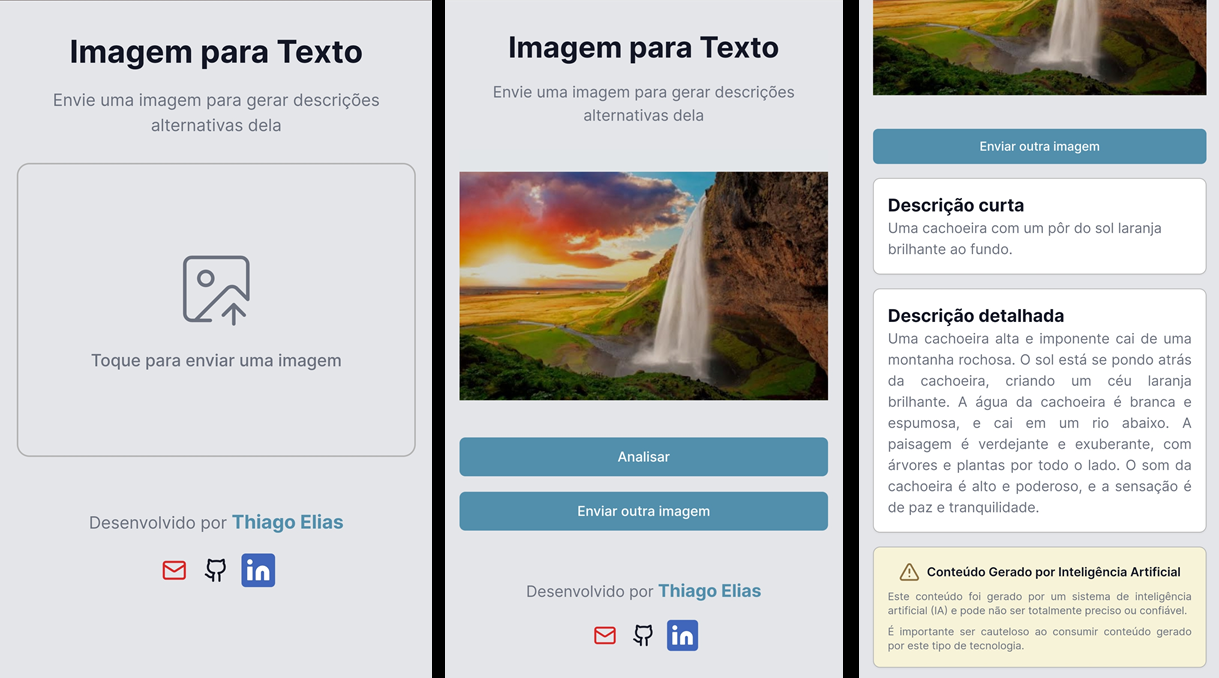 Imagem para Texto
Envie uma imagem para gerar descrições
alternativas dela
Toque para enviar uma imagem
Desenvolvido por Thiago Elias
in
Imagem para Texto
Envie uma imagem para gerar descrições
alternativas dela
Analisar
Enviar outra imagem
Desenvolvido por Thiago Elias
in
Enviar outra imagem
Descrição curta
Uma cachoeira com um pôr do sol laranja
brilhante ao fundo.
Descrição detalhada
Uma cachoeira alta e imponente cai de uma
montanha rochosa. O sol está se pondo atrás
da cachoeira, criando um céu laranja
brilhante. A água da cachoeira é branca e
espumosa, e cai em um rio abaixo. A
paisagem é verdejante e exuberante, com
árvores e plantas por todo o lado. O som da
cachoeira é alto e poderoso, e a sensação é
de paz e tranquilidade.
Conteúdo Gerado por Inteligência Artificial
Este conteúdo foi gerado por um sistema de inteligência
artificial (IA) e pode não ser totalmente preciso ou confiável.
É importante ser cauteloso ao consumir conteúdo gerado
por este tipo de tecnologia.